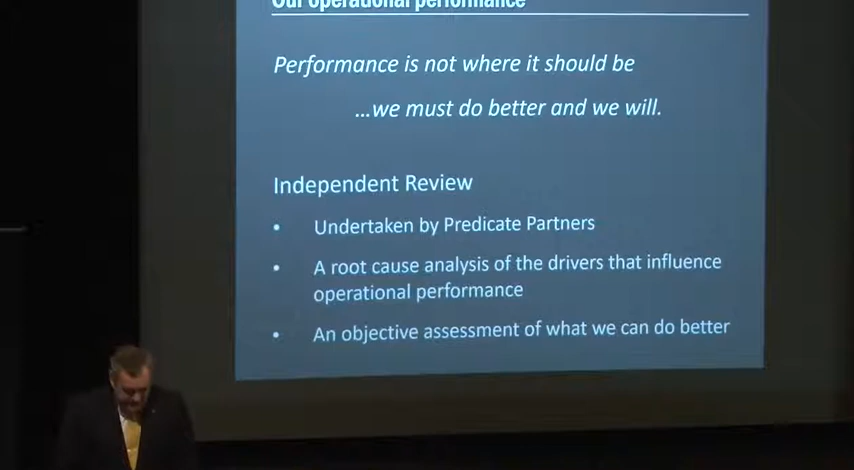 Our operational performance
Performance is not where it should be
...we must do better and we will.
Independent Review
• Undertaken by Predicate Partners
• A root cause analysis of the drivers that influence
operational performance
• An objective assessment of what we can do better